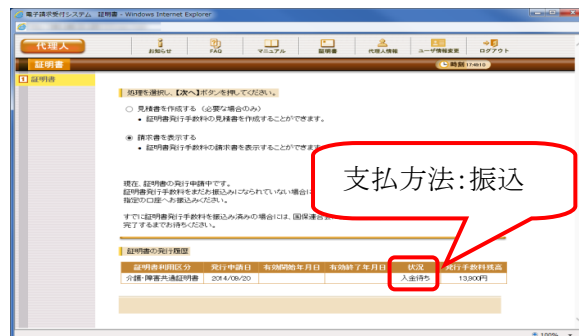 電子請求受付システム 証明書 - Windows Internet Explorer
代理人
お知らせ FAQ マニュアル 証明書 代理人情報 ユーザ情報変更 ログアウト
証明書
時刻 17:48:10
1 証明書
証明書
処理を選択し、【次へ】ボタンを押してください。
見積書を作成する (必要な場合のみ)
• 証明書発行手数料の見積書を作成することができます。
請求書を表示する
• 証明書発行手数料の請求書を表示することができます。
支払方法:振込
現在、証明書の発行申請中です。
証明書発行手数料をまだお振込みになられていない場合に
指定の口座へお振込みください。
すでに証明書発行手数料を振込み済みの場合には、国保連合会
完了するまでお待ちください。
証明書の発行履歴
証明書利用区分 発行申請日 有効開始年月日 有効終了年月日 状況 発行手数料残高
介護・障害共通証明書 2014/09/20 入金待ち 13,900円
100%